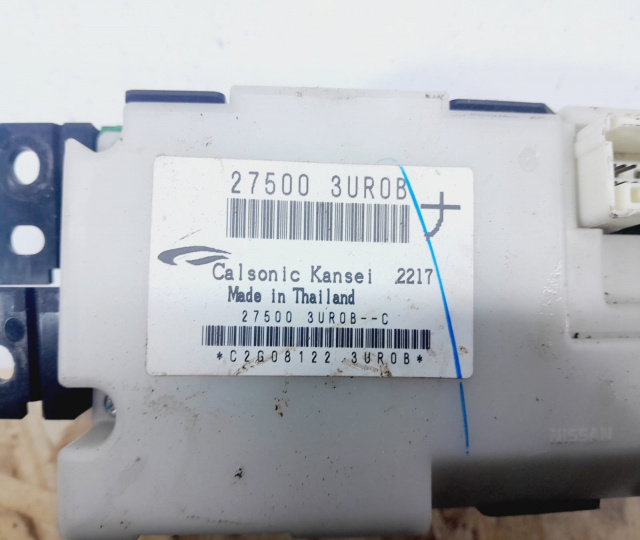 27500 3UR0B
Calsonic Kansei 2217
Made in Thailand
27500 3UR0B--C
*C2G08122 3UR0B*
NISSAN